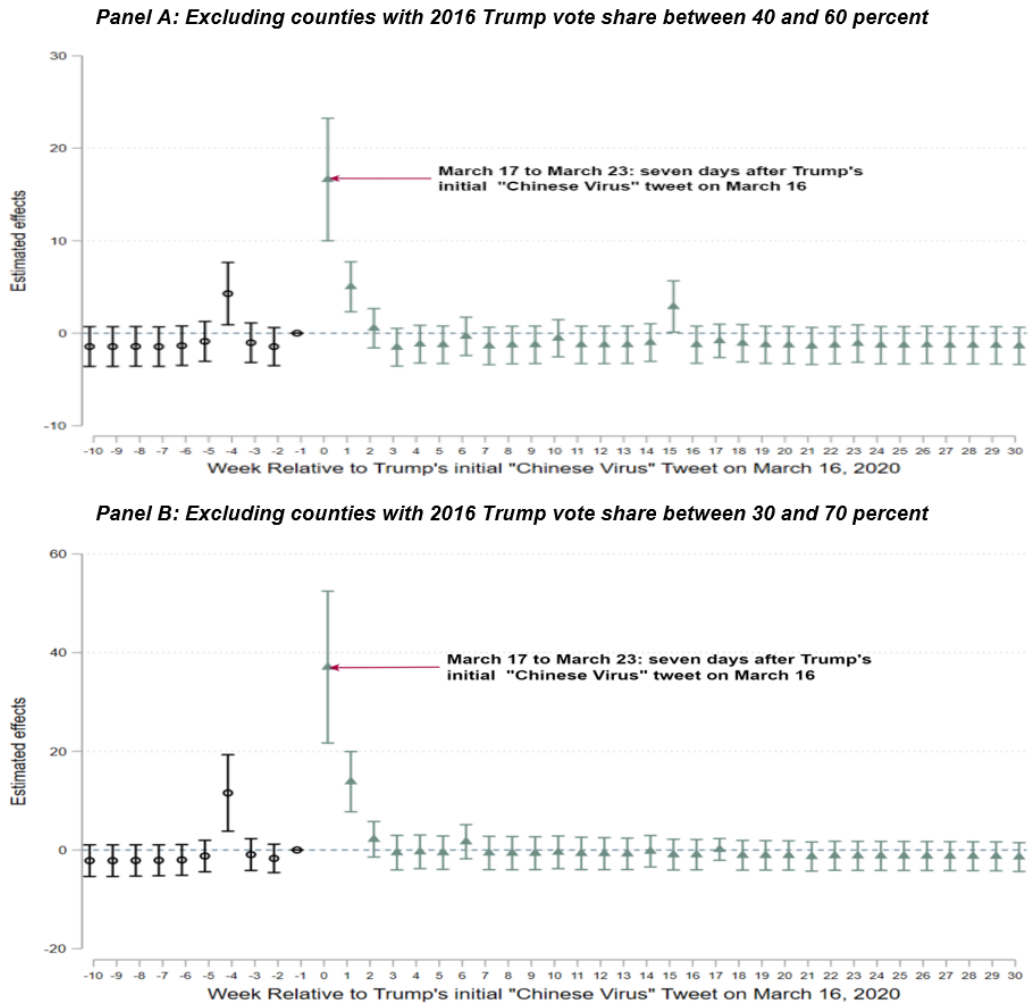 Panel A: Excluding counties with 2016 Trump vote share between 40 and 60 percent
30
20
10
0
-10
Estimated effects
March 17 to March 23: seven days after Trump's
initial "Chinese Virus" tweet on March 16
-10 -9 -8 -7 -6 -5 -4 -3 -2 -1 0 1 2 3 4 5 6 7 8 9 10 11 12 13 14 15 16 17 18 19 20 21 22 23 24 25 26 27 28 29 30
Week Relative to Trump's initial "Chinese Virus" Tweet on March 16, 2020
Panel B: Excluding counties with 2016 Trump vote share between 30 and 70 percent
60
40
20
0
-20
Estimated effects
March 17 to March 23: seven days after Trump's
initial "Chinese Virus" tweet on March 16
-10 -9 -8 -7 -6 -5 -4 -3 -2 -1 0 1 2 3 4 5 6 7 8 9 10 11 12 13 14 15 16 17 18 19 20 21 22 23 24 25 26 27 28 29 30
Week Relative to Trump's initial "Chinese Virus" Tweet on March 16, 2020